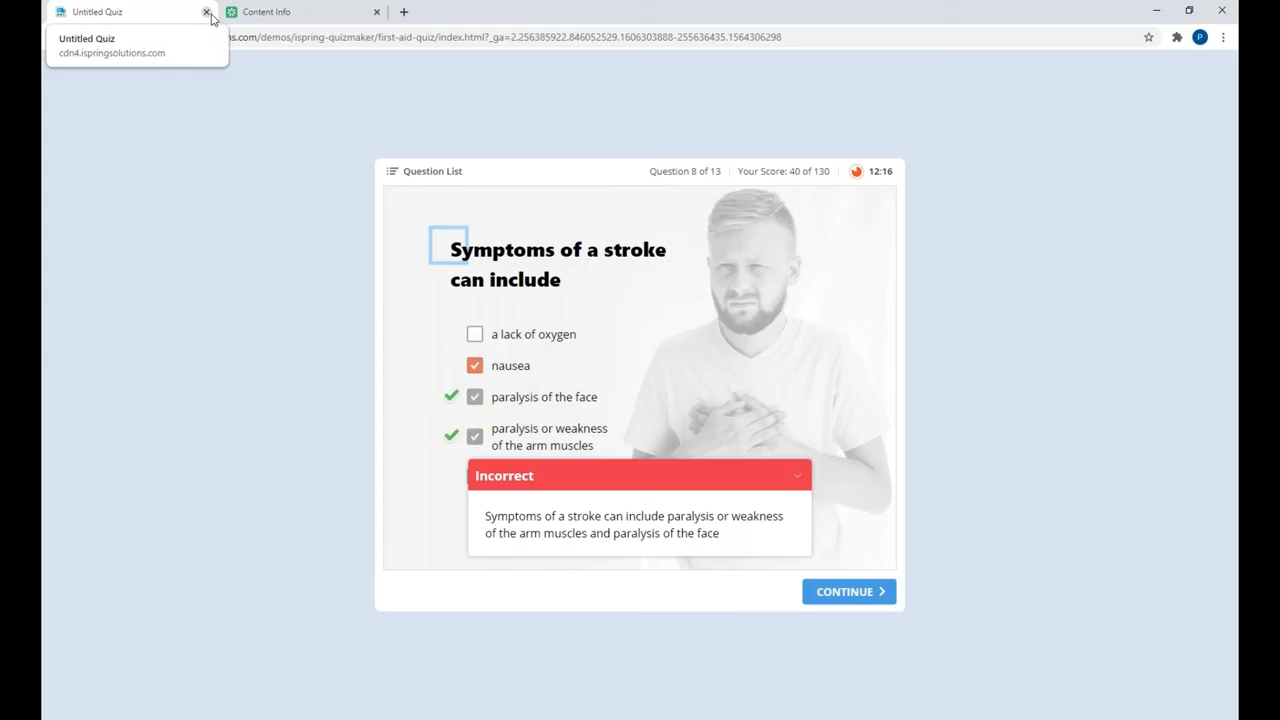 Untitled Quiz
Content Info
Untitled Quiz
cdn4.ispringsolutions.com
ns.com/demos/ispring-quizmaker/first-aid-quiz/index.html?_ga=2.256385922.846052529.1606303888-255636435.1564306298
P
Question List
Question 8 of 13
Your Score: 40 of 130
12:16
Symptoms of a stroke
can include
a lack of oxygen
nausea
paralysis of the face
paralysis or weakness
of the arm muscles
Incorrect
Symptoms of a stroke can include paralysis or weakness
of the arm muscles and paralysis of the face
CONTINUE